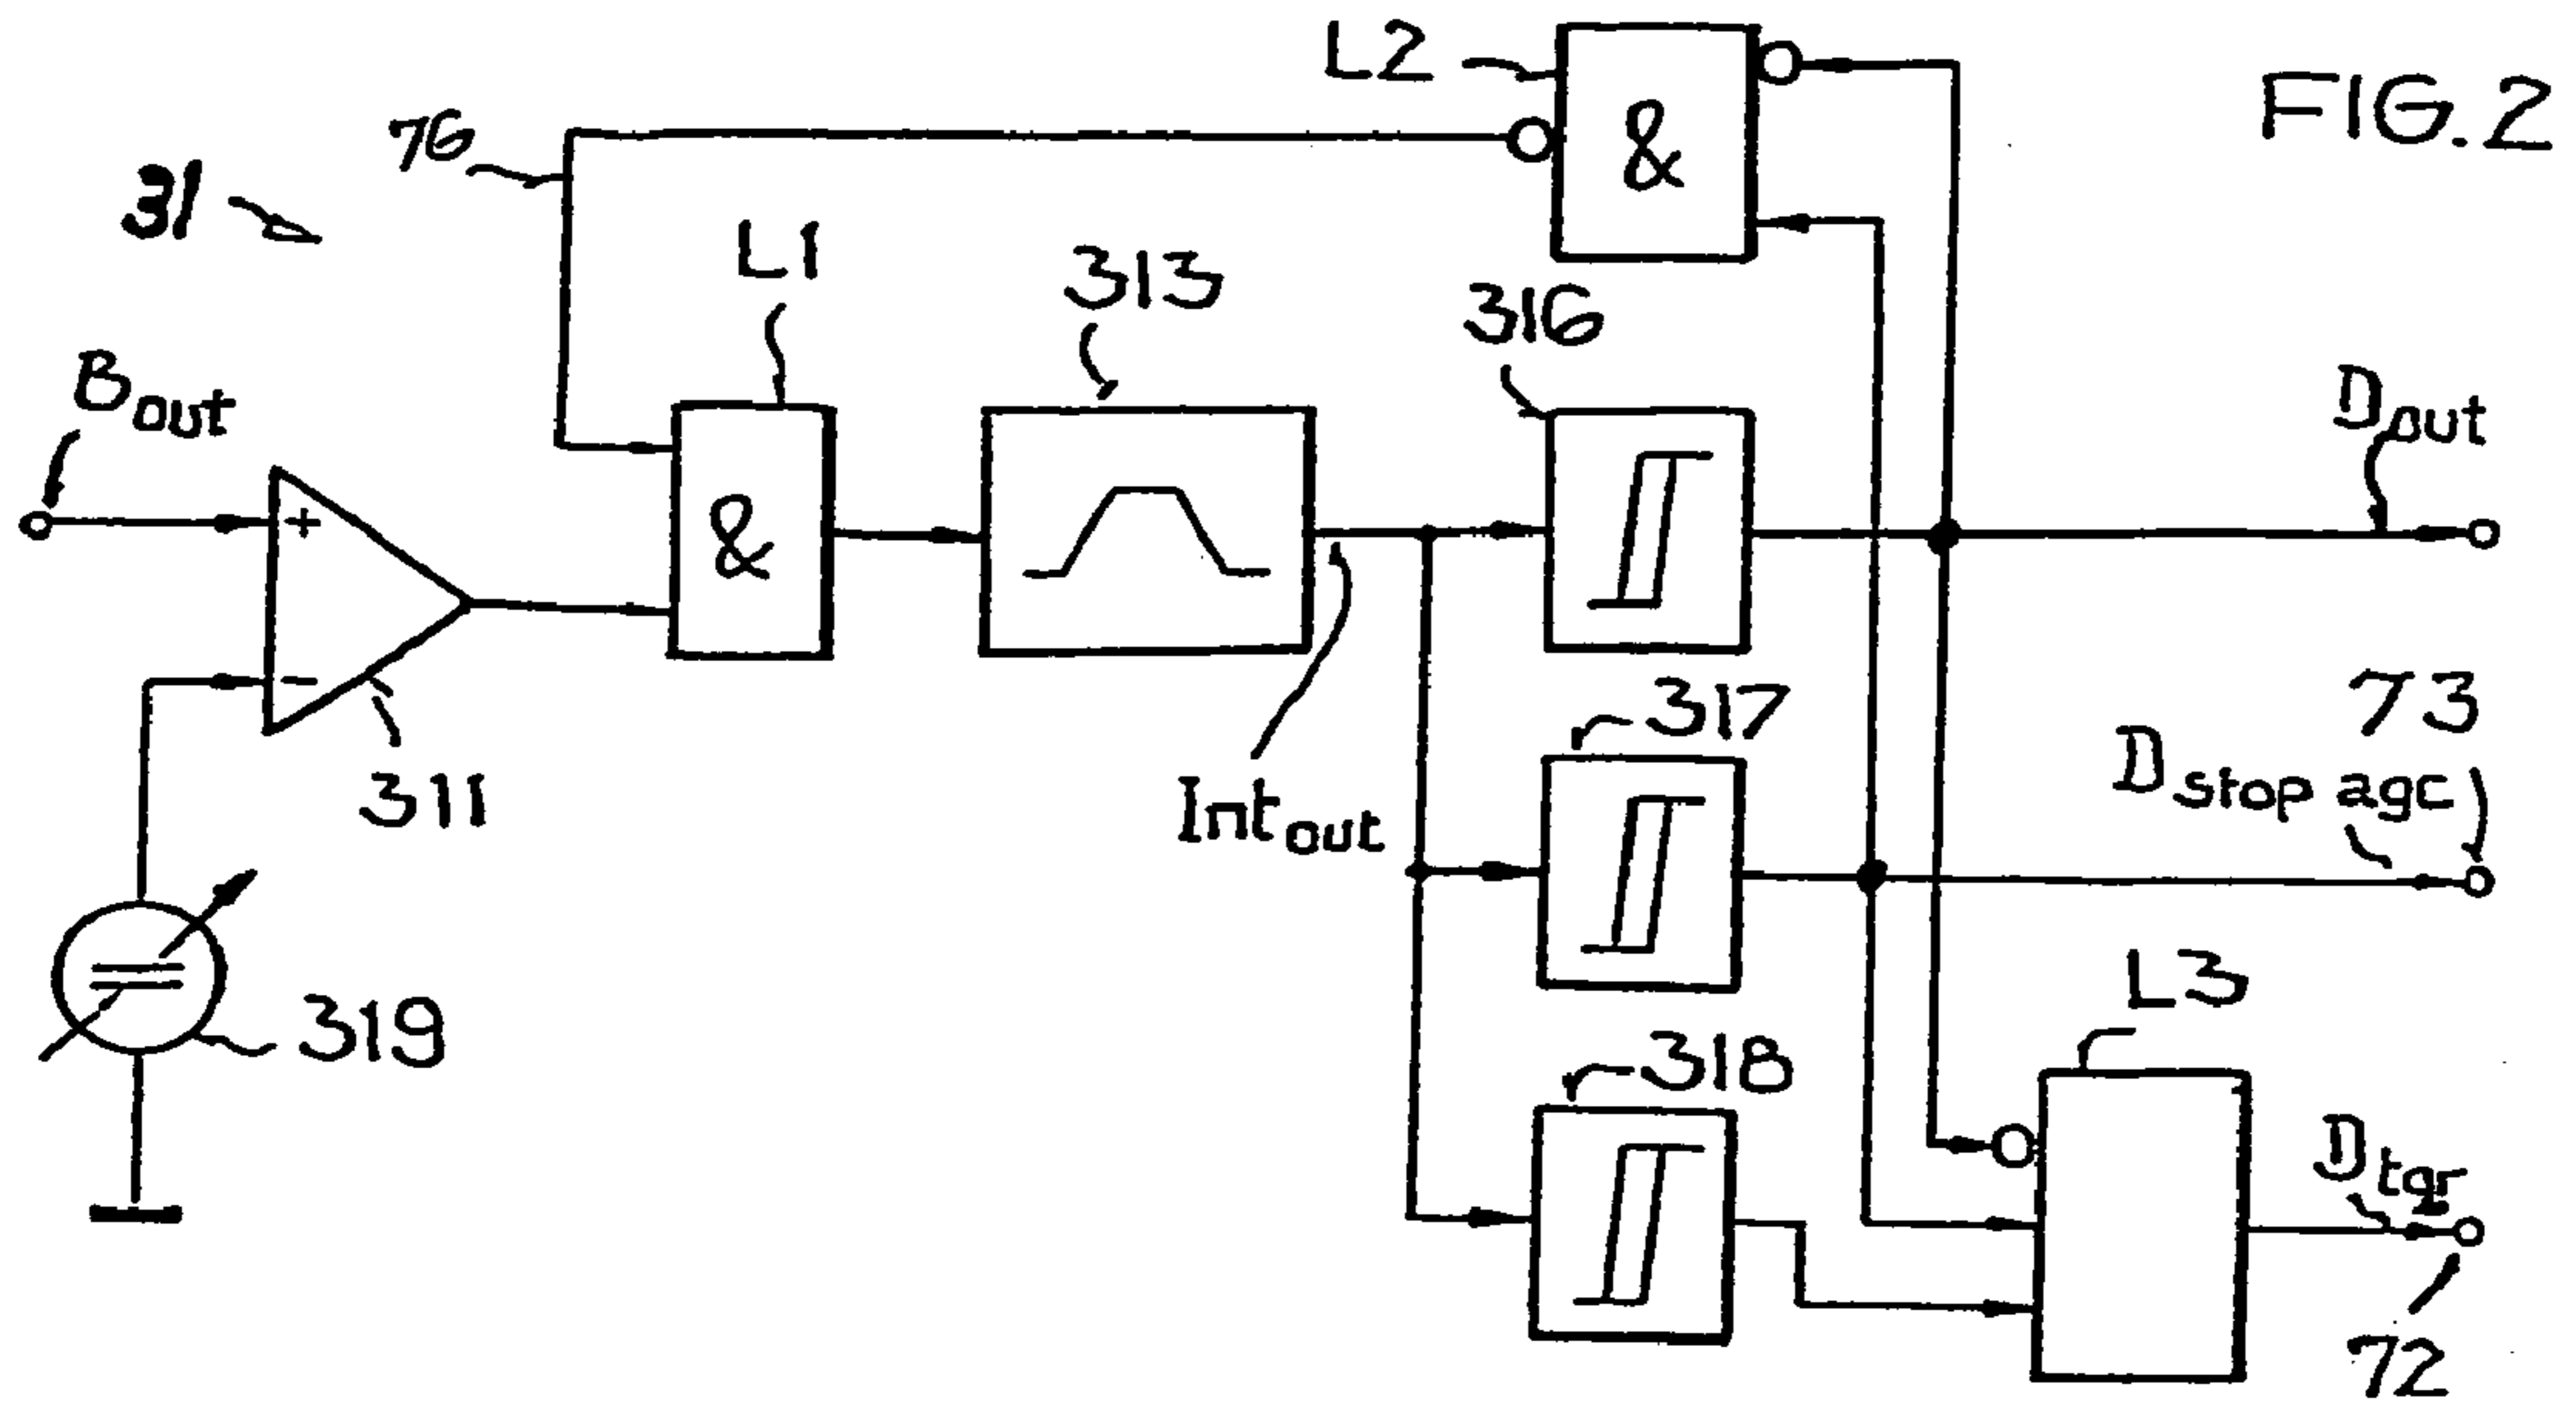 FIG. 2
L2
&
76
31
L1
313
316
Bout
Dout
+
&
-
311
Intout
317
73
Dstop agc
319
318
L3
Dtgr
72